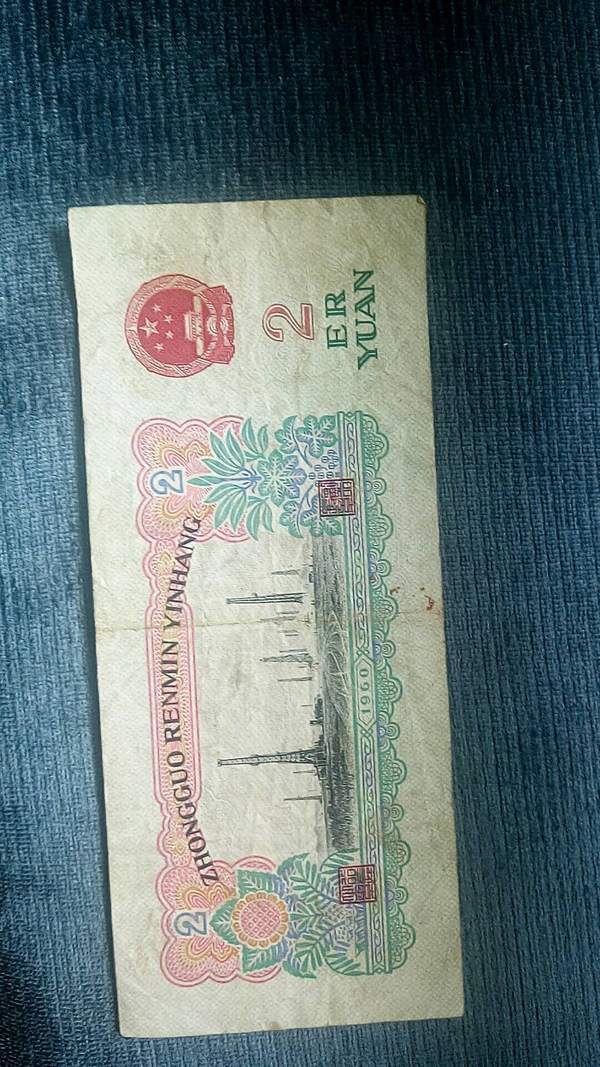 ZHONGGUO RENMIN YINHANG
2
2
2
ER
YUAN
1960